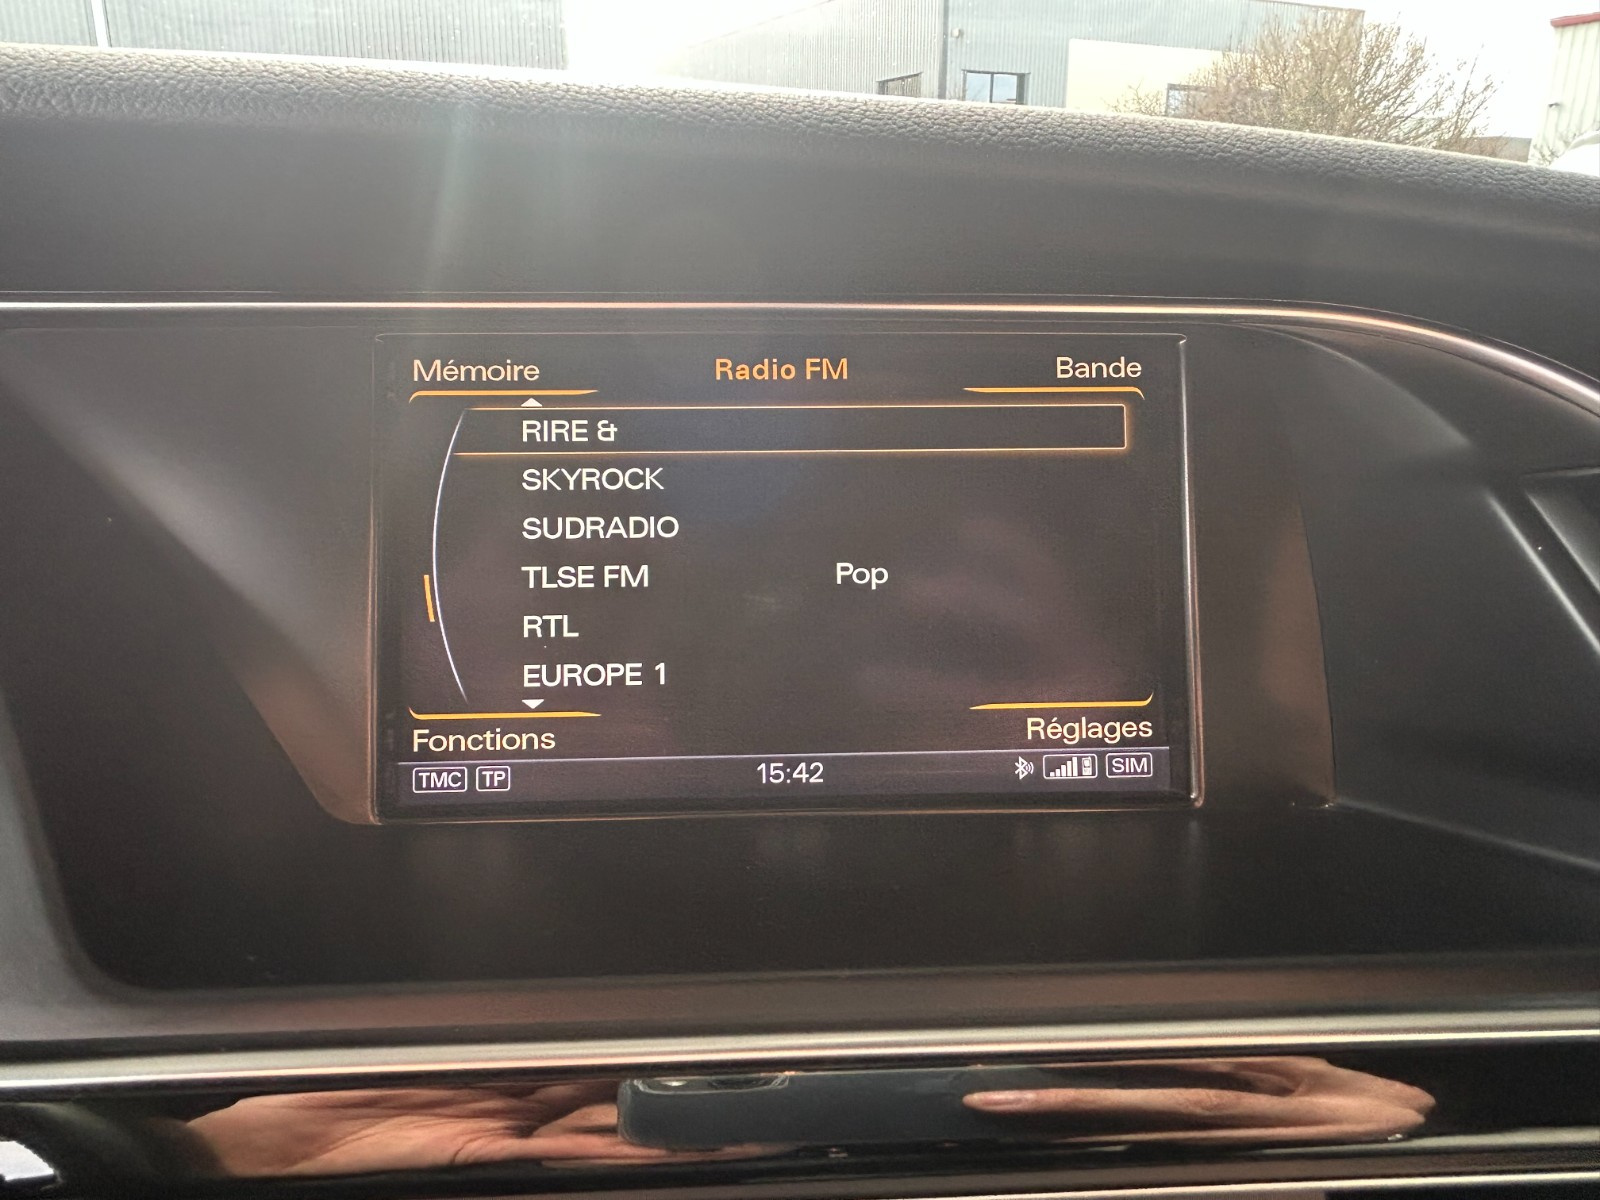 Mémoire Radio FM Bande
RIRE &
SKYROCK
SUDRADIO
TLSE FM Pop
RTL
EUROPE 1
Fonctions Réglages
TMC TP 15:42 SIM